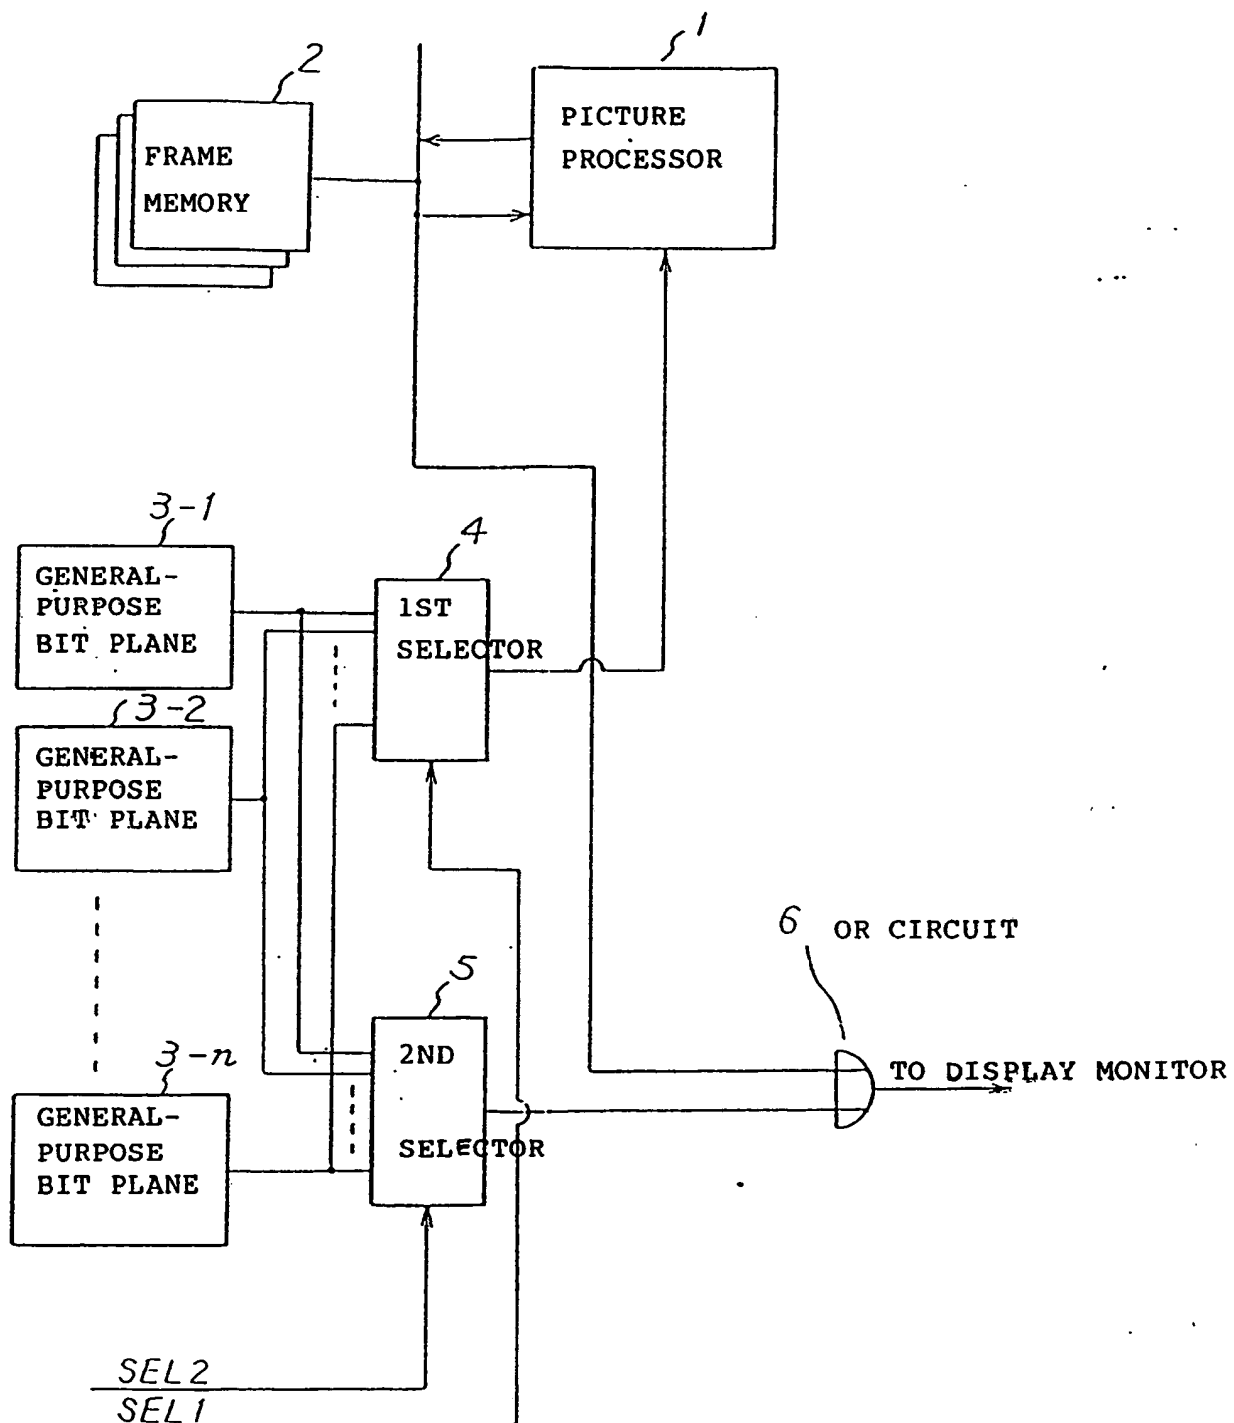 1
2
PICTURE
PROCESSOR
FRAME
MEMORY
3-1
4
GENERAL-
PURPOSE
BIT PLANE
1ST
SELECTOR
3-2
GENERAL-
PURPOSE
BIT PLANE
6 OR CIRCUIT
5
2ND
SELECTOR
TO DISPLAY MONITOR
3-n
GENERAL-
PURPOSE
BIT PLANE
SEL2
SEL1